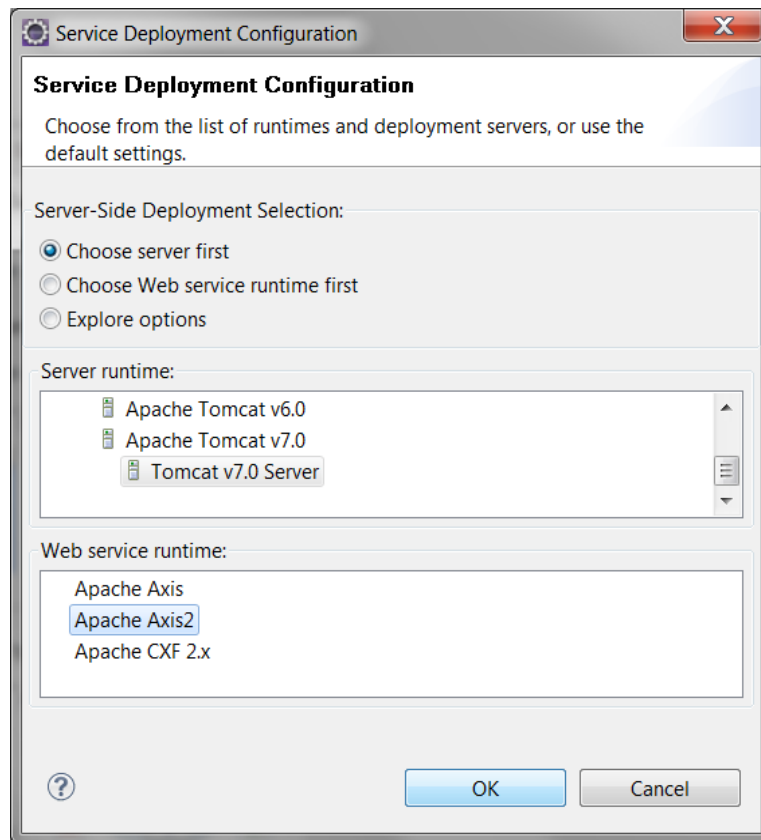 Service Deployment Configuration
Service Deployment Configuration
Choose from the list of runtimes and deployment servers, or use the
default settings.
Server-Side Deployment Selection:
Choose server first
Choose Web service runtime first
Explore options
Server runtime:
Apache Tomcat v6.0
Apache Tomcat v7.0
Tomcat v7.0 Server
Web service runtime:
Apache Axis
Apache Axis2
Apache CXF 2.x
?
OK
Cancel